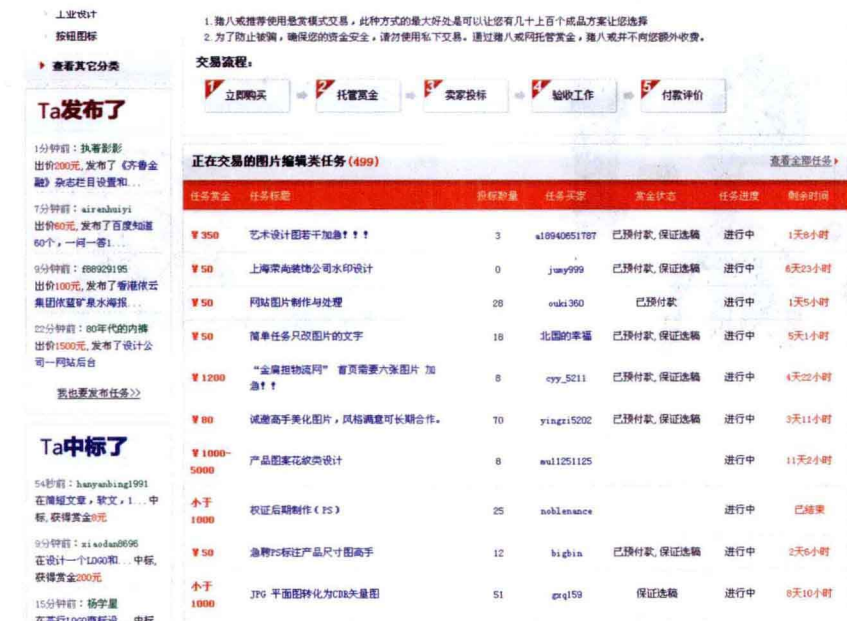 工业设计
按钮图标
查看其它分类
Ta发布了
1分钟前：执着影影
出价200元,发布了《齐鲁金
融》杂志栏目设置和...
7分钟前：airenhuiyi
出价60元,发布了百度知道
60个，一问一答1...
9分钟前：f88929195
出价100元,发布了香港依云
集团依蓝矿泉水海报...
22分钟前：80年代的内裤
出价1500元,发布了设计公
司一网站后台
我也要发布任务>>
Ta中标了
54秒前：hanyanbing1991
在简短文章，软文，1...中
标,获得赏金8元
9分钟前：xiaodan8696
在设计一个LOGO和...中标,
获得赏金200元
15分钟前：杨学星
1.猪八戒推荐使用悬赏模式交易，此种方式的最大好处是可以让您有几十上百个成品方案让您选择
2.为了防止被骗，确保您的资金安全，请勿使用私下交易。通过猪八戒网托管赏金，猪八戒并不向您额外收费。
交易流程：
1 立即购买 2 托管赏金 3 卖家投标 4 验收工作 5 付款评价
正在交易的图片编辑类任务(499) 查看全部任务
任务赏金 任务标题 投标数量 任务买家 赏金状态 任务进度 剩余时间
¥350 艺术设计图若干加急！！！ 3 a18940651787 已预付款,保证选稿 进行中 1天8小时
¥50 上海荣尚装饰公司水印设计 0 jumy999 已预付款,保证选稿 进行中 6天23小时
¥50 网站图片制作与处理 28 ouki360 已预付款 进行中 1天5小时
¥50 简单任务只改图片的文字 18 北国的幸福 已预付款,保证选稿 进行中 5天1小时
¥1200 “金扁担物流网” 首页需要六张图片 加
急！！ 8 cyy_5211 已预付款,保证选稿 进行中 4天22小时
¥80 诚邀高手美化图片，风格满意可长期合作。 70 yingzi5202 已预付款,保证选稿 进行中 3天11小时
¥1000-
5000 产品图案花纹类设计 8 mul1251125 进行中 11天2小时
小于
1000 权证后期制作（PS） 25 noblenance 进行中 已结束
¥50 急聘PS标注产品尺寸图高手 12 bigbin 已预付款,保证选稿 进行中 2天6小时
小于
1000 JPG 平面图转化为CDR矢量图 51 gxq159 保证选稿 进行中 8天10小时